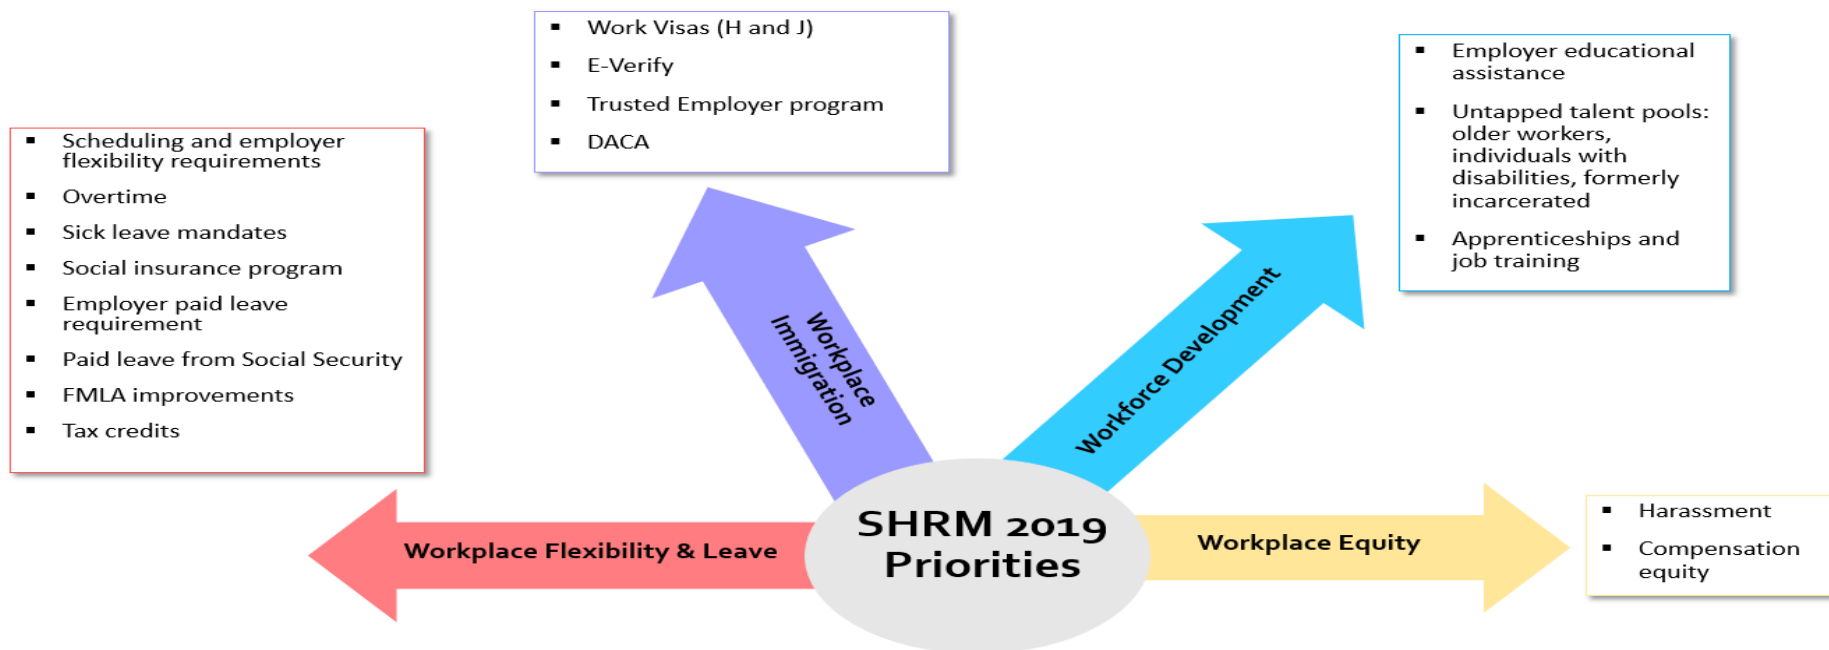 ▪ Work Visas (H and J)
▪ E-Verify
▪ Trusted Employer program
▪ DACA
▪ Employer educational
assistance
▪ Untapped talent pools:
older workers,
individuals with
disabilities, formerly
incarcerated
▪ Apprenticeships and
job training
▪ Scheduling and employer
flexibility requirements
▪ Overtime
▪ Sick leave mandates
▪ Social insurance program
▪ Employer paid leave
requirement
▪ Paid leave from Social Security
▪ FMLA improvements
▪ Tax credits
Workplace
Immigration
Workforce Development
Workplace Flexibility & Leave
SHRM 2019
Priorities
Workplace Equity
▪ Harassment
▪ Compensation
equity